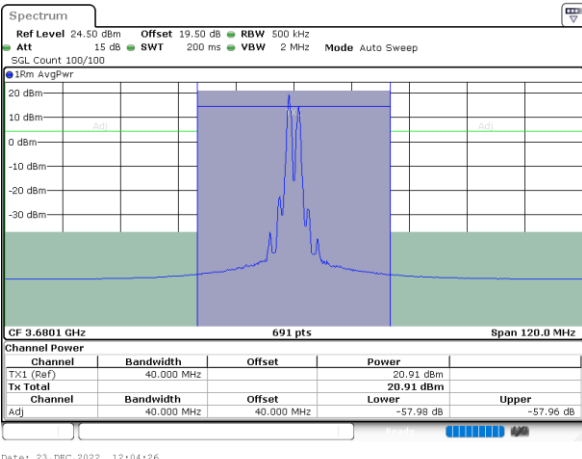 Spectrum
Ref Level 24.50 dBm Offset 19.50 dB RBW 500 kHz
Att 15 dB SWT 200 ms VBW 2 MHz Mode Auto Sweep
SGL Count 100/100
1Rm AvgPwr
20 dBm
10 dBm
Adj Adj
0 dBm
-10 dBm
-20 dBm
-30 dBm
CF 3.6801 GHz 691 pts Span 120.0 MHz
Channel Power
Channel Bandwidth Offset Power
TX1 (Ref) 40.000 MHz 20.91 dBm
Tx Total 20.91 dBm
Channel Bandwidth Offset Lower Upper
Adj 40.000 MHz 40.000 MHz -57.98 dB -57.96 dB
Ready
Date: 23.DEC.2022 12:04:26